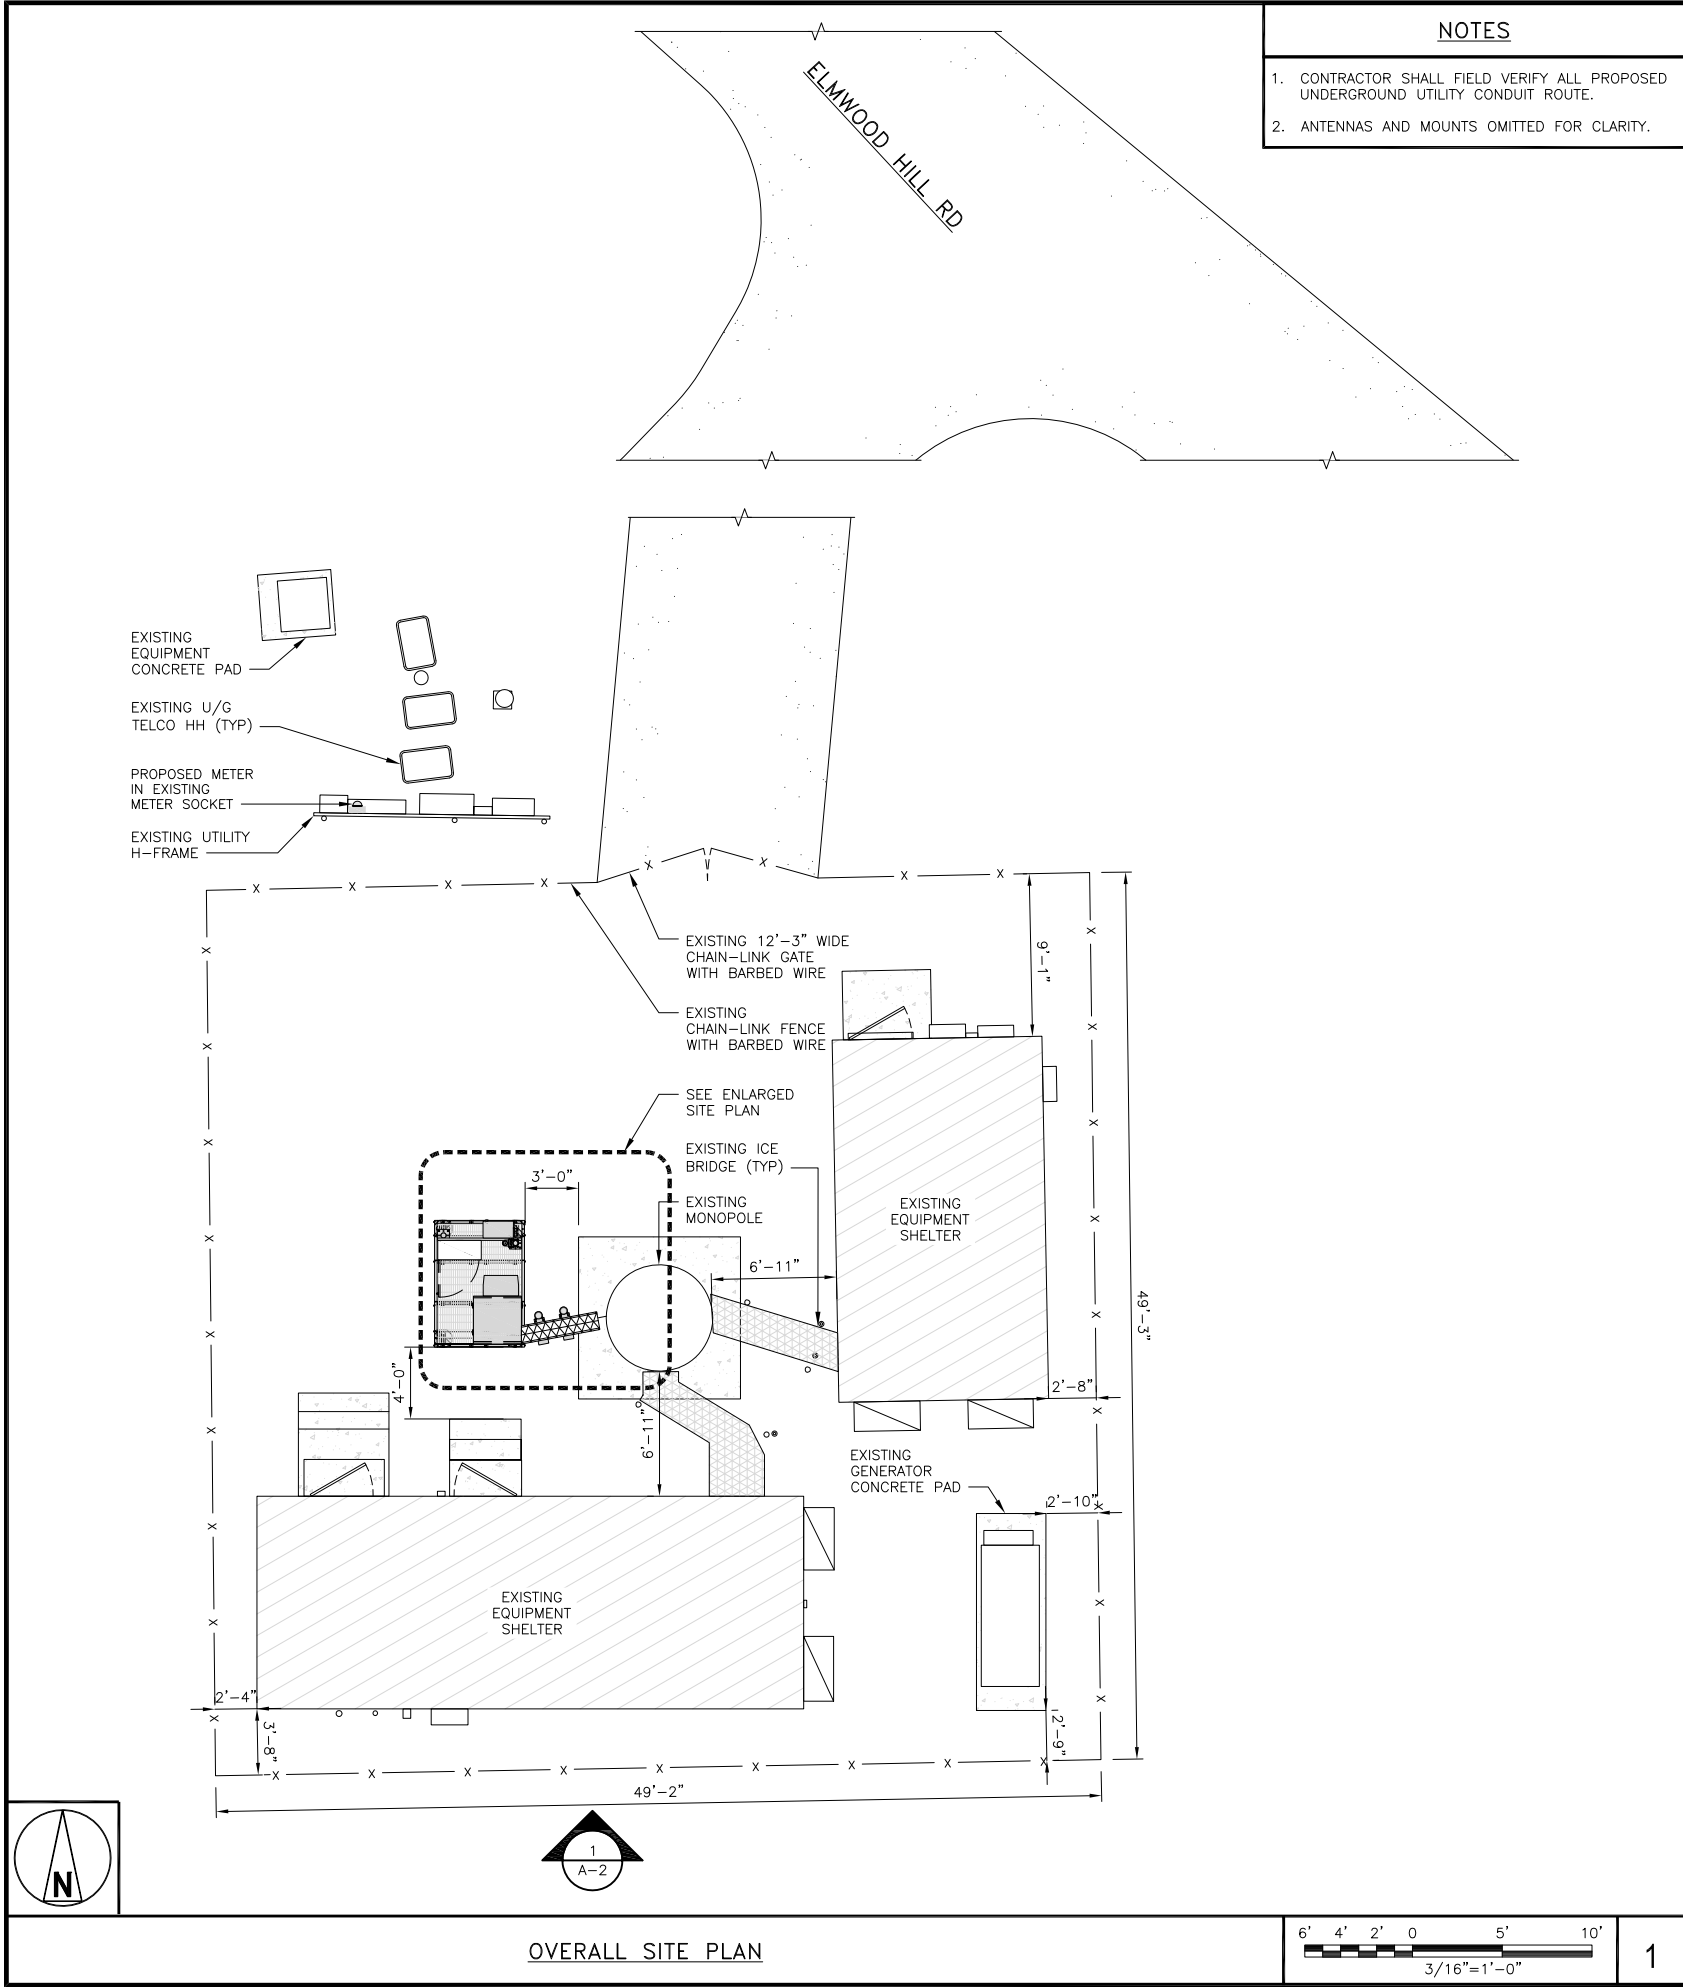 NOTES
1. CONTRACTOR SHALL FIELD VERIFY ALL PROPOSED
UNDERGROUND UTILITY CONDUIT ROUTE.
2. ANTENNAS AND MOUNTS OMITTED FOR CLARITY.
ELMWOOD HILL RD
EXISTING
EQUIPMENT
CONCRETE PAD
EXISTING U/G
TELCO HH (TYP)
PROPOSED METER
IN EXISTING
METER SOCKET
EXISTING UTILITY
H-FRAME
X X X X X X X X
EXISTING 12'-3" WIDE
CHAIN-LINK GATE
WITH BARBED WIRE
9'-1"
EXISTING
CHAIN-LINK FENCE
WITH BARBED WIRE
SEE ENLARGED
SITE PLAN
EXISTING ICE
BRIDGE (TYP)
3'-0"
EXISTING
MONOPOLE
EXISTING
EQUIPMENT
SHELTER
6'-11"
49'-3"
4'-0"
2'-8"
6'-11"
EXISTING
GENERATOR
CONCRETE PAD
2'-10"
EXISTING
EQUIPMENT
SHELTER
2'-4"
3'-8"
2'-9"
X X X X X X X X X
49'-2"
1
A-2
N
OVERALL SITE PLAN
6' 4' 2' 0 5' 10'
3/16"=1'-0"
1